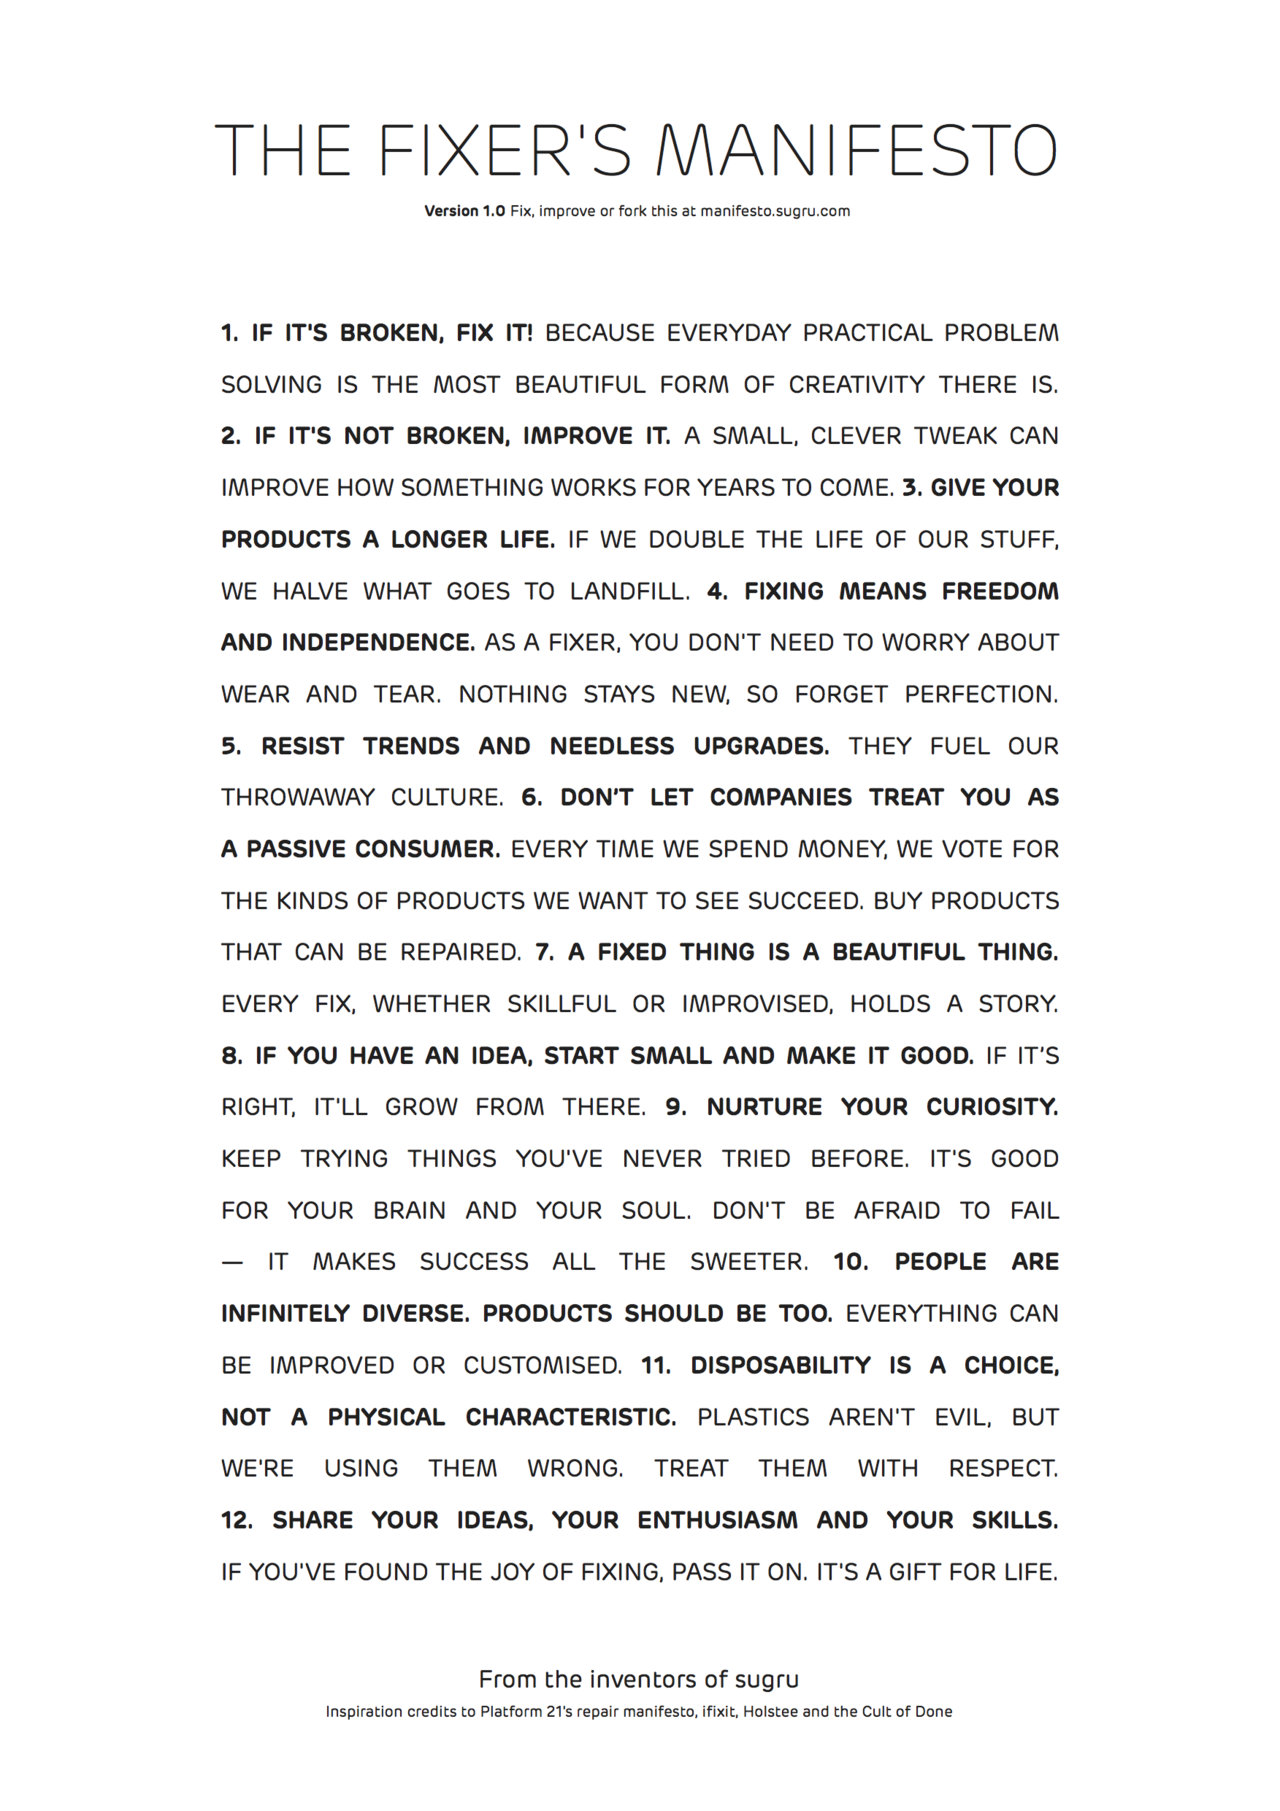 THE FIXER'S MANIFESTO
Version 1.0 Fix, improve or fork this at manifesto.sugru.com
1. IF IT'S BROKEN, FIX IT! BECAUSE EVERYDAY PRACTICAL PROBLEM
SOLVING IS THE MOST BEAUTIFUL FORM OF CREATIVITY THERE IS.
2. IF IT'S NOT BROKEN, IMPROVE IT. A SMALL, CLEVER TWEAK CAN
IMPROVE HOW SOMETHING WORKS FOR YEARS TO COME. 3. GIVE YOUR
PRODUCTS A LONGER LIFE. IF WE DOUBLE THE LIFE OF OUR STUFF,
WE HALVE WHAT GOES TO LANDFILL. 4. FIXING MEANS FREEDOM
AND INDEPENDENCE. AS A FIXER, YOU DON'T NEED TO WORRY ABOUT
WEAR AND TEAR. NOTHING STAYS NEW, SO FORGET PERFECTION.
5. RESIST TRENDS AND NEEDLESS UPGRADES. THEY FUEL OUR
THROWAWAY CULTURE. 6. DON’T LET COMPANIES TREAT YOU AS
A PASSIVE CONSUMER. EVERY TIME WE SPEND MONEY, WE VOTE FOR
THE KINDS OF PRODUCTS WE WANT TO SEE SUCCEED. BUY PRODUCTS
THAT CAN BE REPAIRED. 7. A FIXED THING IS A BEAUTIFUL THING.
EVERY FIX, WHETHER SKILLFUL OR IMPROVISED, HOLDS A STORY.
8. IF YOU HAVE AN IDEA, START SMALL AND MAKE IT GOOD. IF IT’S
RIGHT, IT'LL GROW FROM THERE. 9. NURTURE YOUR CURIOSITY.
KEEP TRYING THINGS YOU'VE NEVER TRIED BEFORE. IT'S GOOD
FOR YOUR BRAIN AND YOUR SOUL. DON'T BE AFRAID TO FAIL
— IT MAKES SUCCESS ALL THE SWEETER. 10. PEOPLE ARE
INFINITELY DIVERSE. PRODUCTS SHOULD BE TOO. EVERYTHING CAN
BE IMPROVED OR CUSTOMISED. 11. DISPOSABILITY IS A CHOICE,
NOT A PHYSICAL CHARACTERISTIC. PLASTICS AREN'T EVIL, BUT
WE'RE USING THEM WRONG. TREAT THEM WITH RESPECT.
12. SHARE YOUR IDEAS, YOUR ENTHUSIASM AND YOUR SKILLS.
IF YOU'VE FOUND THE JOY OF FIXING, PASS IT ON. IT'S A GIFT FOR LIFE.
From the inventors of sugru
Inspiration credits to Platform 21's repair manifesto, ifixit, Holstee and the Cult of Done